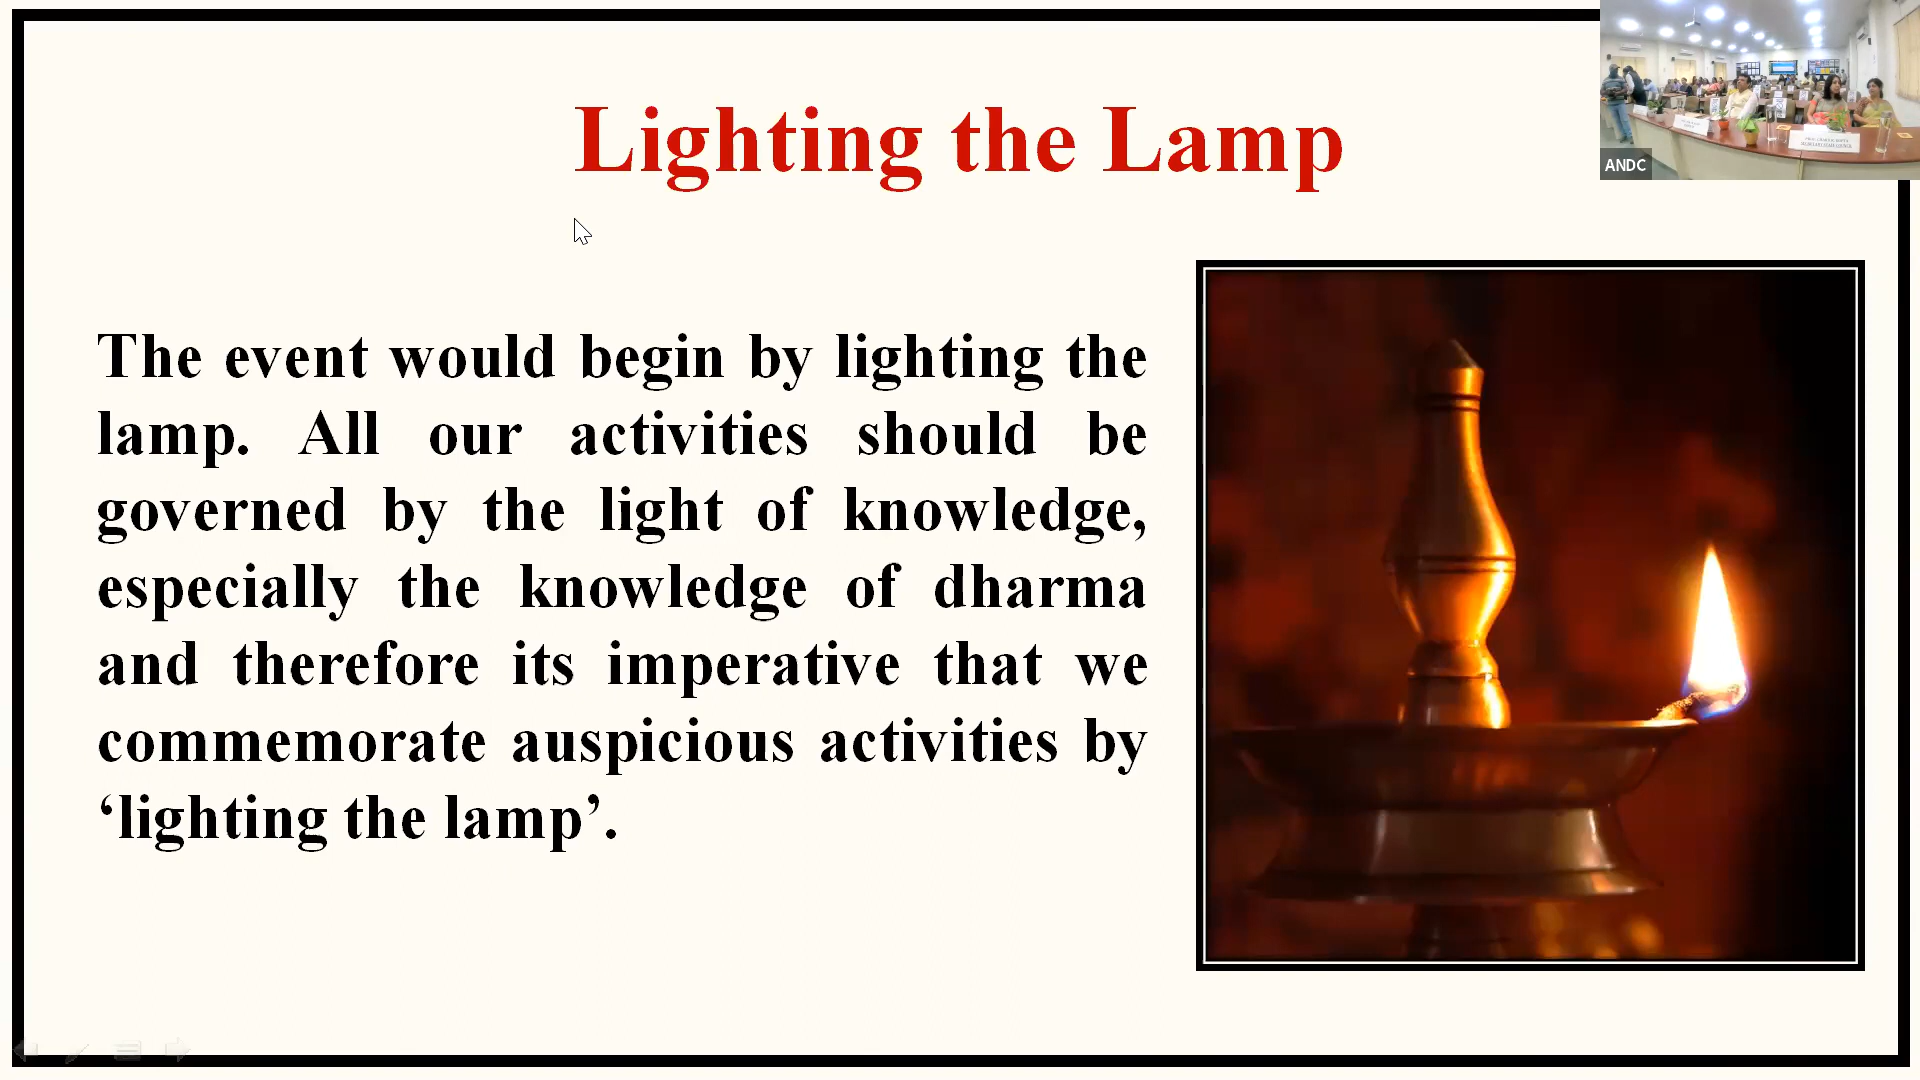 Lighting the Lamp
ANDC
The event would begin by lighting the
lamp. All our activities should be
governed by the light of knowledge,
especially the knowledge of dharma
and therefore its imperative that we
commemorate auspicious activities by
‘lighting the lamp’.